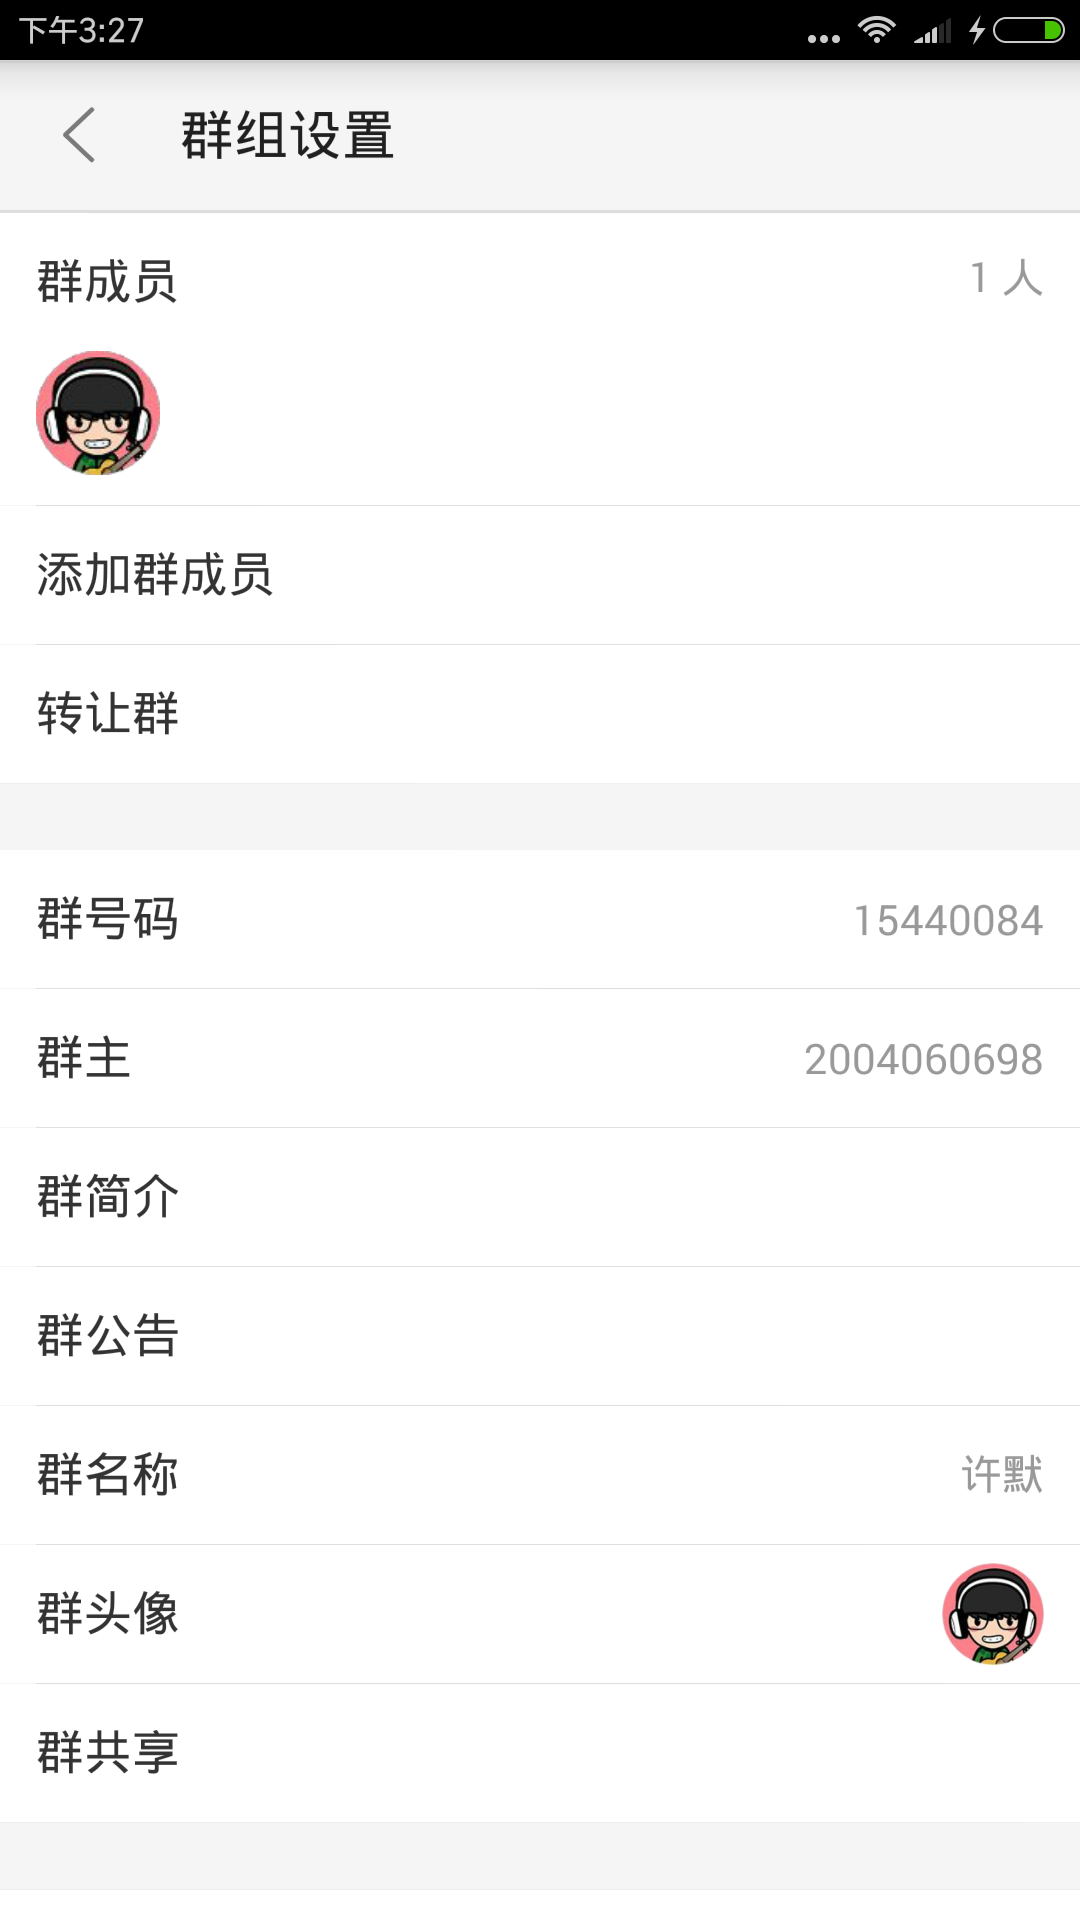 下午3:27
群组设置
群成员 1 人
添加群成员
转让群
群号码 15440084
群主 2004060698
群简介
群公告
群名称 许默
群头像
群共享